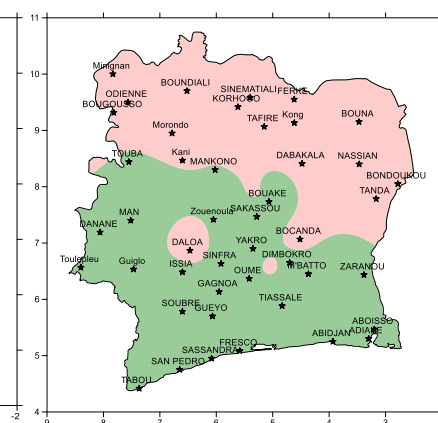 11
Minignan
10
BOUNDIALI
SINEMATIALI
FERKE
ODIENNE
KORHOGO
BOUGOUSSO
TAFIRE
Kong
BOUNA
9
Morondo
Kani
TOUBA
MANKONO
DABAKALA
NASSIAN
BONDOUKOU
8
BOUAKE
TANDA
MAN
Zouenoula
SAKASSOU
DANANE
BOCANDA
7
DALOA
YAKRO
SINFRA
DIMBOKRO
Guiglo
ISSIA
OUME
M'BATTO
ZARANOU
6
GAGNOA
SOUBRE
GUEYO
TIASSALE
ABOISSO
ABIDJAN
ADIAKE
5
FRESCO
SASSANDRA
SAN PEDRO
TABOU
-2
4